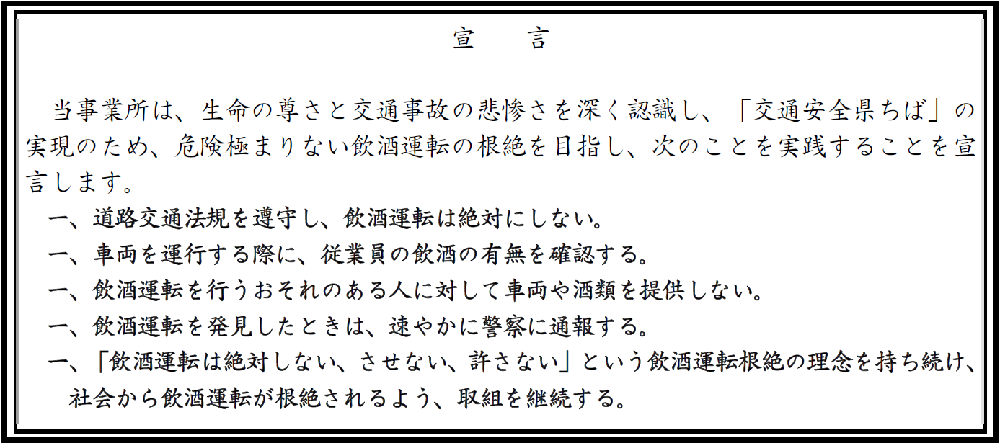 宣　言
当事業所は、生命の尊さと交通事故の悲惨さを深く認識し、「交通安全県ちば」の
実現のため、危険極まりない飲酒運転の根絶を目指し、次のことを実践することを宣
言します。
一、道路交通法規を遵守し、飲酒運転は絶対にしない。
一、車両を運行する際に、従業員の飲酒の有無を確認する。
一、飲酒運転を行うおそれのある人に対して車両や酒類を提供しない。
一、飲酒運転を発見したときは、速やかに警察に通報する。
一、「飲酒運転は絶対しない、させない、許さない」という飲酒運転根絶の理念を持ち続け、
社会から飲酒運転が根絶されるよう、取組を継続する。